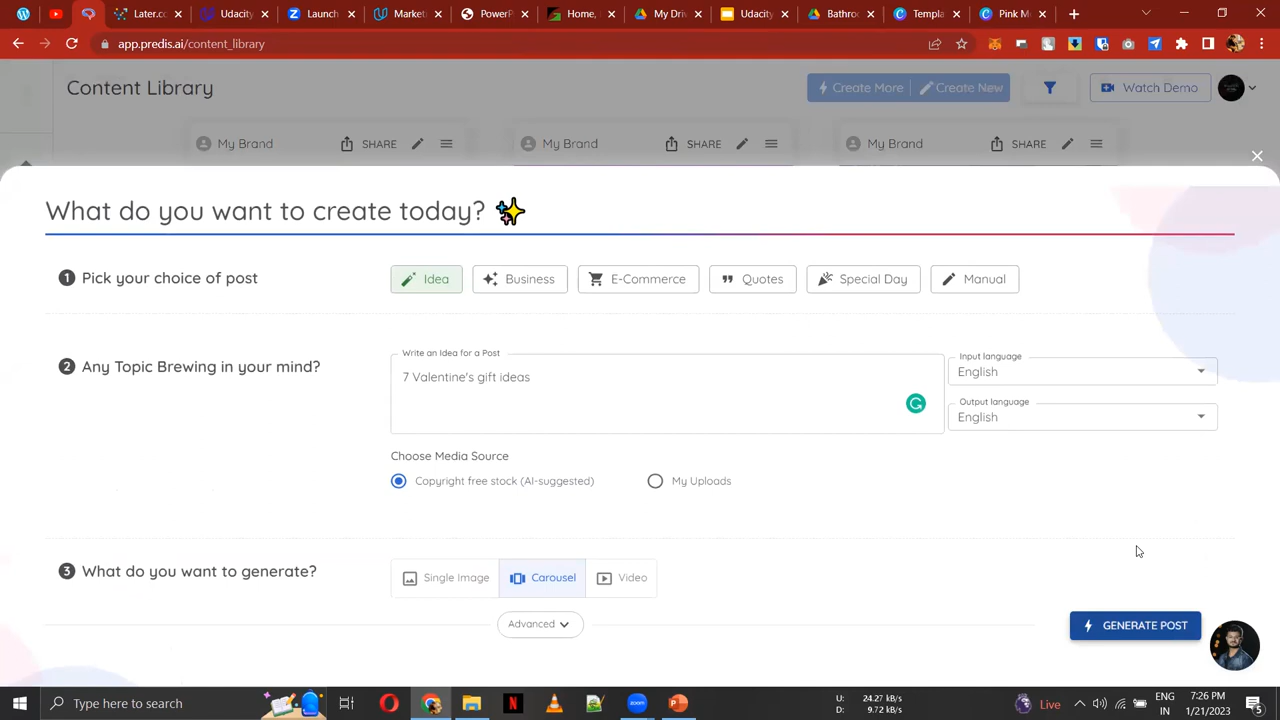 Later.co
Udacity
Launch
Market
PowerP
Home,
My Driv
Udacity
Bathroo
Templa
Pink Mo
app.predis.ai/content_library
Content Library
Create More
Create New
Watch Demo
My Brand
SHARE
My Brand
SHARE
My Brand
SHARE
What do you want to create today?
1 Pick your choice of post
Idea
Business
E-Commerce
Quotes
Special Day
Manual
2 Any Topic Brewing in your mind?
Write an Idea for a Post
7 Valentine's gift ideas
Input language
English
Output language
English
Choose Media Source
Copyright free stock (AI-suggested)
My Uploads
3 What do you want to generate?
Single Image
Carousel
Video
Advanced
GENERATE POST
Type here to search
zoom
U: 24.27 kB/s
D: 9.72 kB/s
Live
ENG
IN
7:26 PM
1/21/2023
5